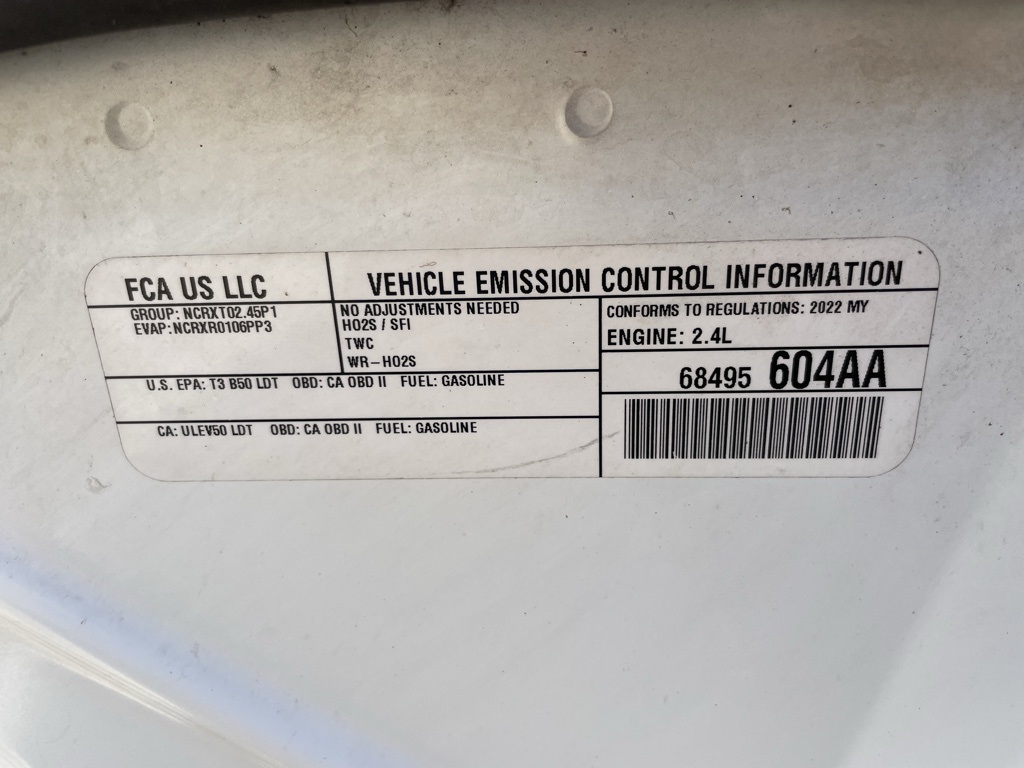 FCA US LLC
GROUP: NCRXT02.45P1
EVAP: NCRXR0106PP3
VEHICLE EMISSION CONTROL INFORMATION
NO ADJUSTMENTS NEEDED
HO2S / SFI
TWC
WR-HO2S
CONFORMS TO REGULATIONS: 2022 MY
ENGINE: 2.4L
68495 604AA
U.S. EPA: T3 B50 LDT OBD: CA OBD II FUEL: GASOLINE
CA: ULEV50 LDT OBD: CA OBD II FUEL: GASOLINE